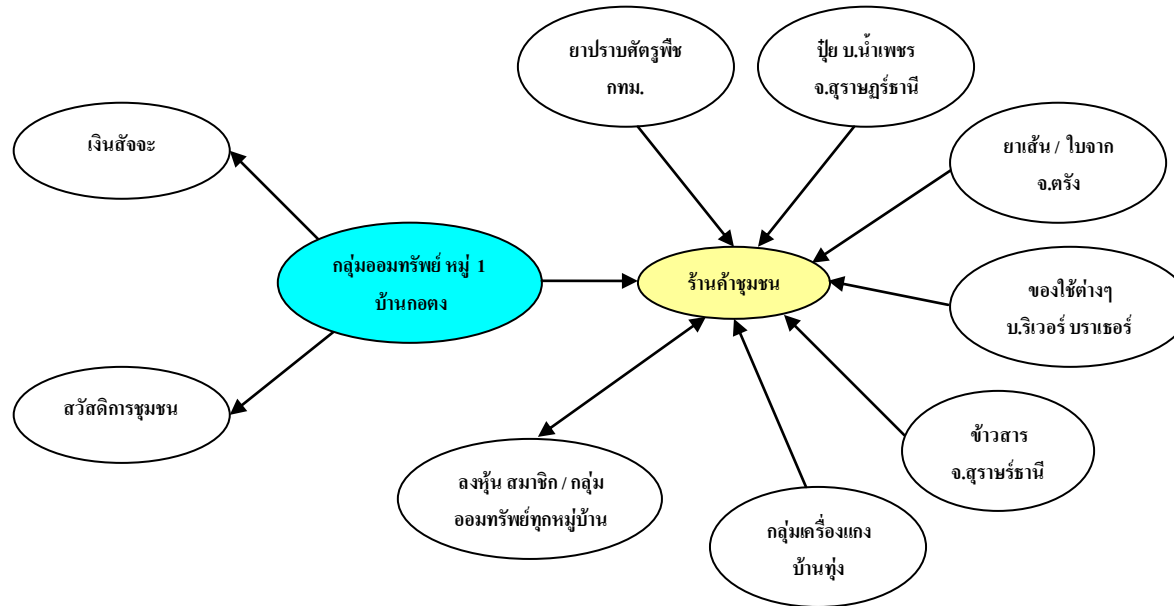 ยาปราบศัตรูพืช
กทม.
ปุ๋ย บ.น้ำเพชร
จ.สุราษฏร์ธานี
เงินสัจจะ
ยาเส้น / ใบจาก
จ.ตรัง
กลุ่มออมทรัพย์ หมู่ 1
บ้านกอตง
ร้านค้าชุมชน
ของใช้ต่างๆ
บ.ริเวอร์ บราเธอร์
สวัสดิการชุมชน
ข้าวสาร
จ.สุราษร์ธานี
ลงหุ้น สมาชิก / กลุ่ม
ออมทรัพย์ทุกหมู่บ้าน
กลุ่มเครื่องแกง
บ้านทุ่ง